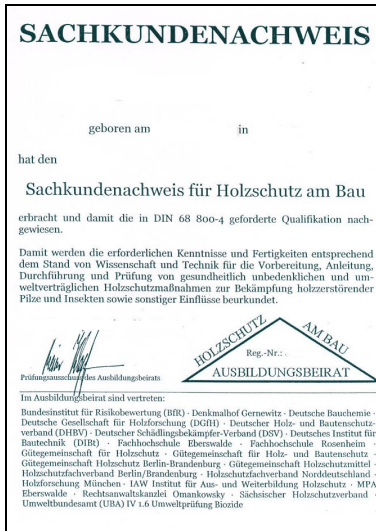 SACHKUNDENACHWEIS
geboren am in
hat den
Sachkundenachweis für Holzschutz am Bau
erbracht und damit die in DIN 68 800-4 geforderte Qualifikation nach-
gewiesen.
Damit werden die erforderlichen Kenntnisse und Fertigkeiten entsprechend
dem Stand von Wissenschaft und Technik für die Vorbereitung, Anleitung,
Durchführung und Prüfung von gesundheitlich unbedenklichen und um-
weltverträglichen Holzschutzmaßnahmen zur Bekämpfung holzzerstörender
Pilze und Insekten sowie sonstiger Einflüsse beurkundet.
HOLZSCHUTZ AM BAU
Reg.-Nr.:
AUSBILDUNGSBEIRAT
Prüfungsausschuß des Ausbildungsbeirats
Im Ausbildungsbeirat sind vertreten:
Bundesinstitut für Risikobewertung (BfR) · Denkmalhof Gernewitz · Deutsche Bauchemie ·
Deutsche Gesellschaft für Holzforschung (DGfH) · Deutscher Holz- und Bautenschutz-
verband (DHBV) · Deutscher Schädlingsbekämpfer-Verband (DSV) · Deutsches Institut für
Bautechnik (DIBt) · Fachhochschule Eberswalde · Fachhochschule Rosenheim ·
Gütegemeinschaft für Holzschutz · Gütegemeinschaft für Holz- und Bautenschutz ·
Gütegemeinschaft Holzschutz Berlin-Brandenburg · Gütegemeinschaft Holzschutzmittel ·
Holzschutzfachverband Berlin/Brandenburg · Holzschutzfachverband Norddeutschland ·
Holzforschung München · IAW Institut für Aus- und Weiterbildung Holzschutz · MPA
Eberswalde · Rechtsanwaltskanzlei Omankowsky · Sächsischer Holzschutzverband ·
Umweltbundesamt (UBA) IV 1.6 Umweltprüfung Biozide